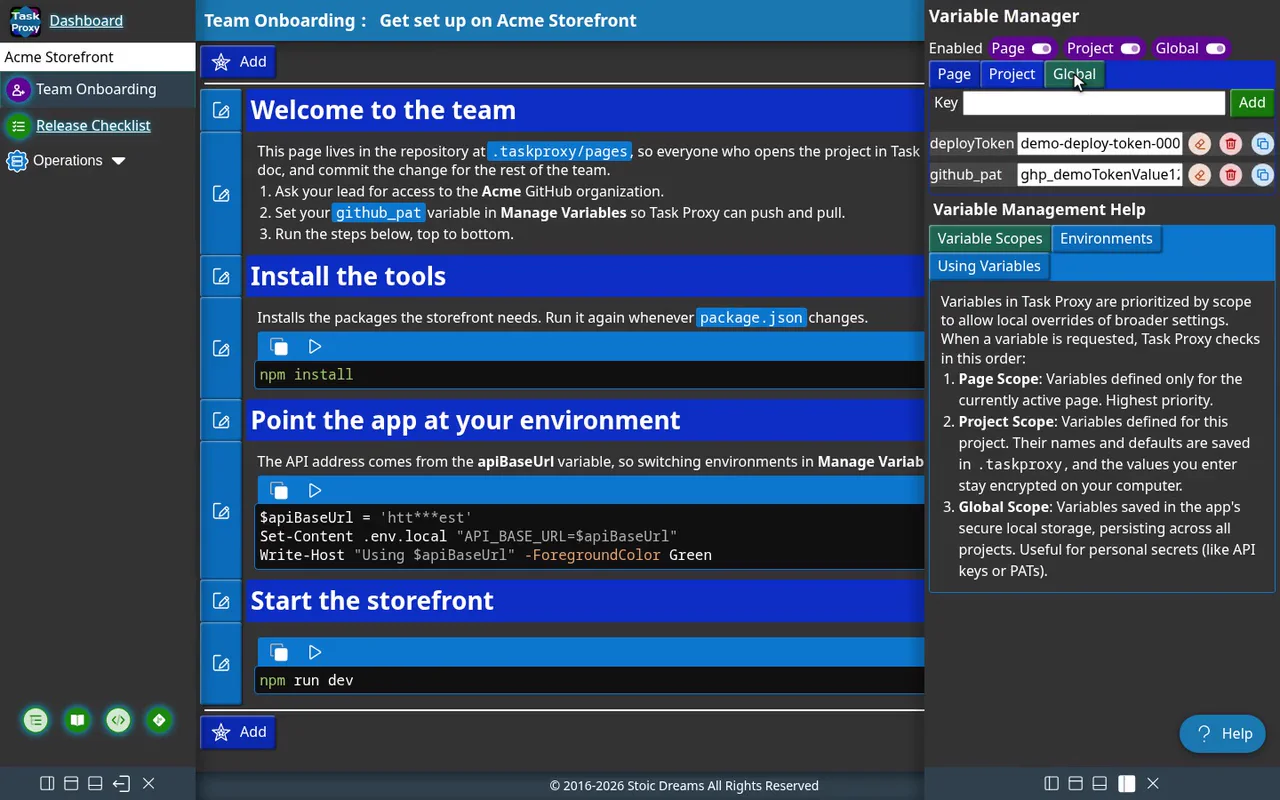 Task Proxy
Dashboard
Acme Storefront
Team Onboarding
Release Checklist
Operations
Team Onboarding : Get set up on Acme Storefront
Add
Welcome to the team
This page lives in the repository at .taskproxy/pages, so everyone who opens the project in Task
doc, and commit the change for the rest of the team.
1. Ask your lead for access to the Acme GitHub organization.
2. Set your github_pat variable in Manage Variables so Task Proxy can push and pull.
3. Run the steps below, top to bottom.
Install the tools
Installs the packages the storefront needs. Run it again whenever package.json changes.
npm install
Point the app at your environment
The API address comes from the apiBaseUrl variable, so switching environments in Manage Variab
$apiBaseUrl = 'htt***est'
Set-Content .env.local "API_BASE_URL=$apiBaseUrl"
Write-Host "Using $apiBaseUrl" -ForegroundColor Green
Start the storefront
npm run dev
Add
© 2016-2026 Stoic Dreams All Rights Reserved
Variable Manager
Enabled Page Project Global
Page Project Global
Key Add
deployToken demo-deploy-token-000
github_pat ghp_demoTokenValue12
Variable Management Help
Variable Scopes Environments
Using Variables
Variables in Task Proxy are prioritized by scope
to allow local overrides of broader settings.
When a variable is requested, Task Proxy checks
in this order:
1. Page Scope: Variables defined only for the
currently active page. Highest priority.
2. Project Scope: Variables defined for this
project. Their names and defaults are saved
in .taskproxy, and the values you enter
stay encrypted on your computer.
3. Global Scope: Variables saved in the app's
secure local storage, persisting across all
projects. Useful for personal secrets (like API
keys or PATs).
Help